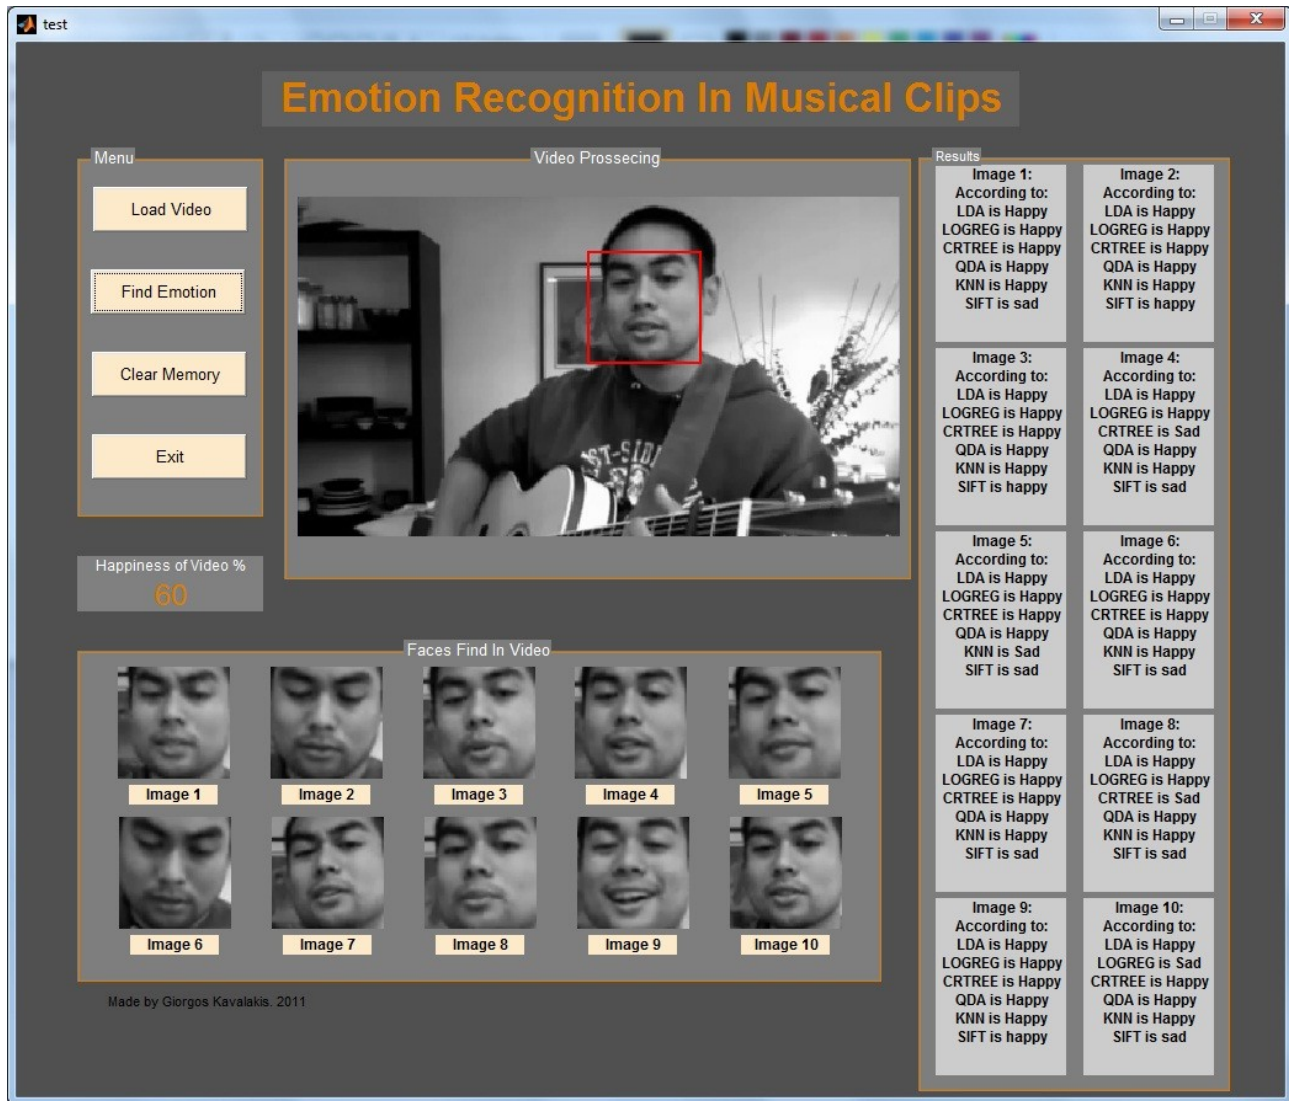 test
Emotion Recognition In Musical Clips
Menu
Load Video
Find Emotion
Clear Memory
Exit
Happiness of Video %
60
Video Prossecing
Faces Find In Video
Image 1
Image 2
Image 3
Image 4
Image 5
Image 6
Image 7
Image 8
Image 9
Image 10
Made by Giorgos Kavalakis. 2011
Results
Image 1:
According to:
LDA is Happy
LOGREG is Happy
CRTREE is Happy
QDA is Happy
KNN is Happy
SIFT is sad
Image 2:
According to:
LDA is Happy
LOGREG is Happy
CRTREE is Happy
QDA is Happy
KNN is Happy
SIFT is happy
Image 3:
According to:
LDA is Happy
LOGREG is Happy
CRTREE is Happy
QDA is Happy
KNN is Happy
SIFT is happy
Image 4:
According to:
LDA is Happy
LOGREG is Happy
CRTREE is Sad
QDA is Happy
KNN is Happy
SIFT is sad
Image 5:
According to:
LDA is Happy
LOGREG is Happy
CRTREE is Happy
QDA is Happy
KNN is Sad
SIFT is sad
Image 6:
According to:
LDA is Happy
LOGREG is Happy
CRTREE is Happy
QDA is Happy
KNN is Happy
SIFT is sad
Image 7:
According to:
LDA is Happy
LOGREG is Happy
CRTREE is Happy
QDA is Happy
KNN is Happy
SIFT is sad
Image 8:
According to:
LDA is Happy
LOGREG is Happy
CRTREE is Sad
QDA is Happy
KNN is Happy
SIFT is sad
Image 9:
According to:
LDA is Happy
LOGREG is Happy
CRTREE is Happy
QDA is Happy
KNN is Happy
SIFT is happy
Image 10:
According to:
LDA is Happy
LOGREG is Sad
CRTREE is Happy
QDA is Happy
KNN is Happy
SIFT is sad